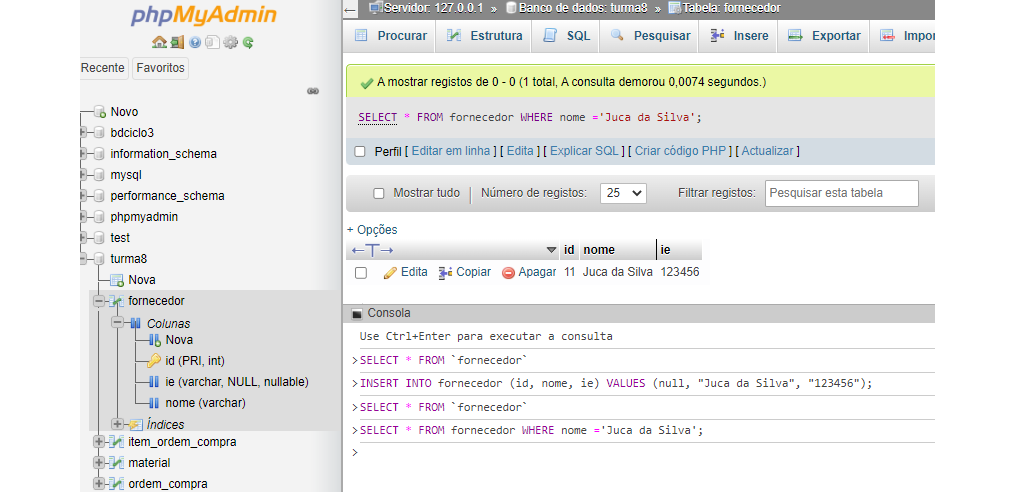 phpMyAdmin
Recente Favoritos
Novo
bdciclo3
information_schema
mysql
performance_schema
phpmyadmin
test
turma8
Nova
fornecedor
Colunas
Nova
id (PRI, int)
ie (varchar, NULL, nullable)
nome (varchar)
Índices
item_ordem_compra
material
ordem_compra
Servidor: 127.0.0.1 » Banco de dados: turma8 » Tabela: fornecedor
Procurar Estrutura SQL Pesquisar Insere Exportar Impor
A mostrar registos de 0 - 0 (1 total, A consulta demorou 0,0074 segundos.)
SELECT * FROM fornecedor WHERE nome ='Juca da Silva';
Perfil [ Editar em linha ] [ Edita ] [ Explicar SQL ] [ Criar código PHP ] [ Actualizar ]
Mostrar tudo Número de registos: 25 Filtrar registos: Pesquisar esta tabela
+ Opções
←T→ id nome ie
Edita Copiar Apagar 11 Juca da Silva 123456
Consola
Use Ctrl+Enter para executar a consulta
>SELECT * FROM `fornecedor`
>INSERT INTO fornecedor (id, nome, ie) VALUES (null, "Juca da Silva", "123456");
>SELECT * FROM `fornecedor`
>SELECT * FROM fornecedor WHERE nome ='Juca da Silva';
>